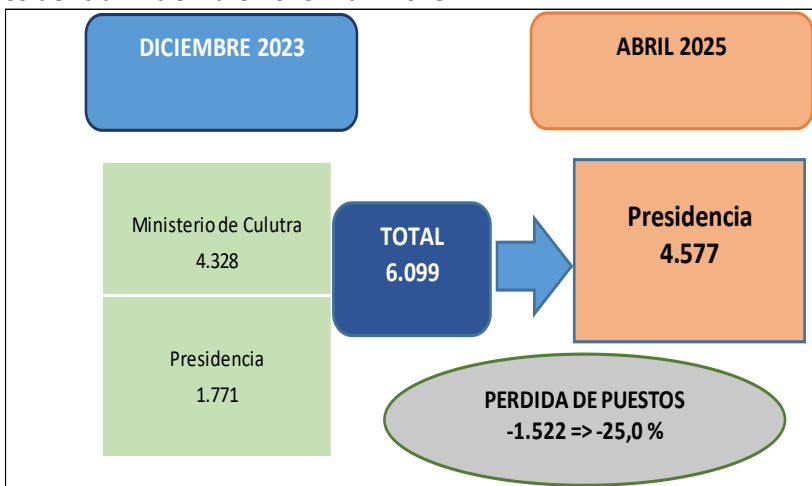 DICIEMBRE 2023
ABRIL 2025
Ministerio de Culutra
4.328
TOTAL
6.099
Presidencia
4.577
Presidencia
1.771
PERDIDA DE PUESTOS
-1.522 => -25,0 %